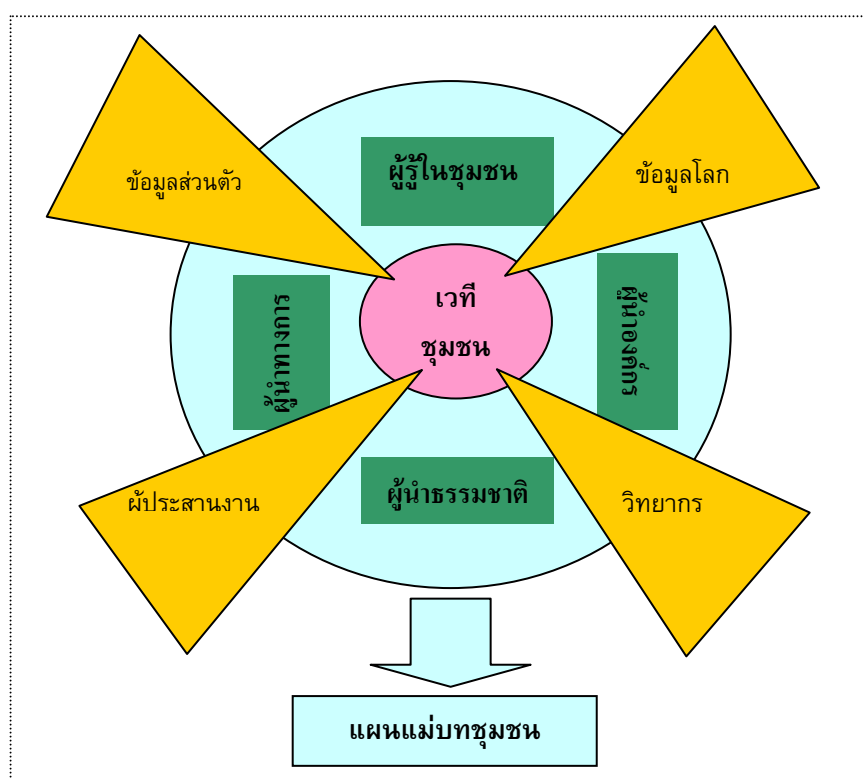 ผู้รู้ในชุมชน
ข้อมูลส่วนตัว
ข้อมูลโลก
เวที
ชุมชน
ผู้นำทางการ
ผู้นำองค์กร
ผู้ประสานงาน
ผู้นำธรรมชาติ
วิทยากร
แผนแม่บทชุมชน